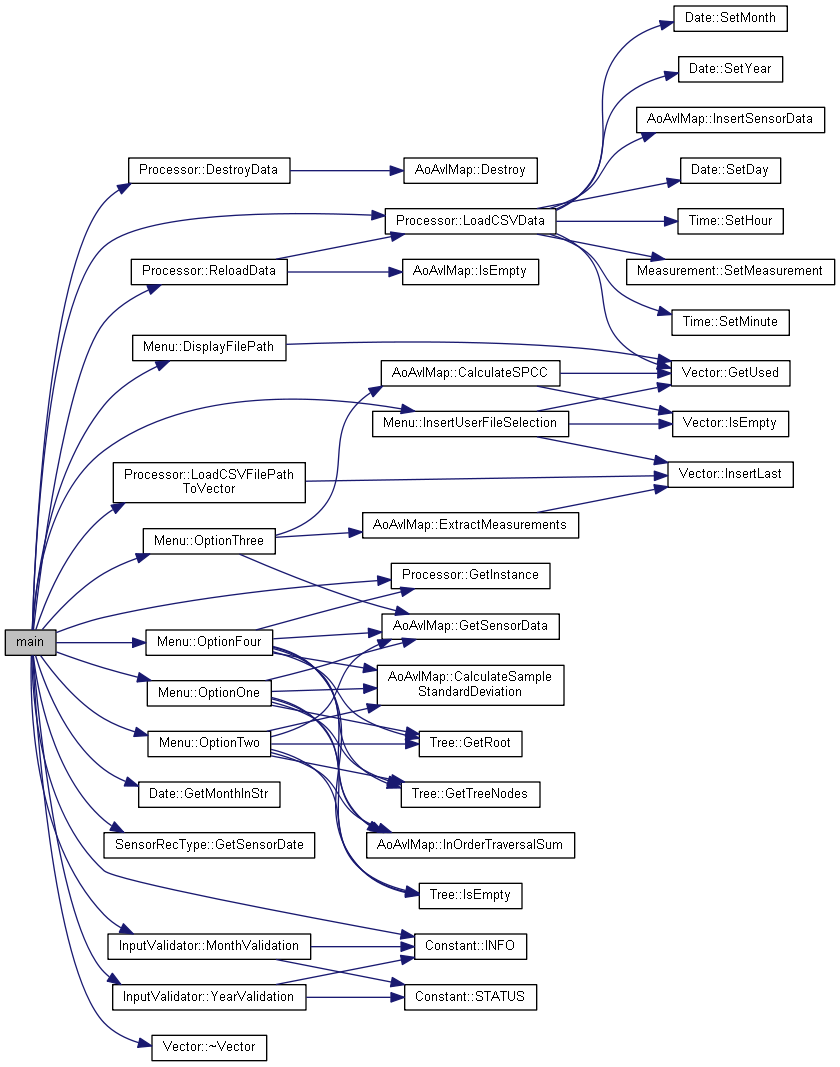 Date::SetMonth
Date::SetYear
AoAvlMap::InsertSensorData
Processor::DestroyData
AoAvlMap::Destroy
Date::SetDay
Processor::LoadCSVData
Time::SetHour
Processor::ReloadData
AoAvlMap::IsEmpty
Measurement::SetMeasurement
Time::SetMinute
Menu::DisplayFilePath
AoAvlMap::CalculateSPCC
Vector::GetUsed
Menu::InsertUserFileSelection
Vector::IsEmpty
Processor::LoadCSVFilePath
ToVector
Vector::InsertLast
Menu::OptionThree
AoAvlMap::ExtractMeasurements
Processor::GetInstance
main
Menu::OptionFour
AoAvlMap::GetSensorData
Menu::OptionOne
AoAvlMap::CalculateSample
StandardDeviation
Menu::OptionTwo
Tree::GetRoot
Date::GetMonthInStr
Tree::GetTreeNodes
SensorRecType::GetSensorDate
AoAvlMap::InOrderTraversalSum
Tree::IsEmpty
InputValidator::MonthValidation
Constant::INFO
InputValidator::YearValidation
Constant::STATUS
Vector::~Vector